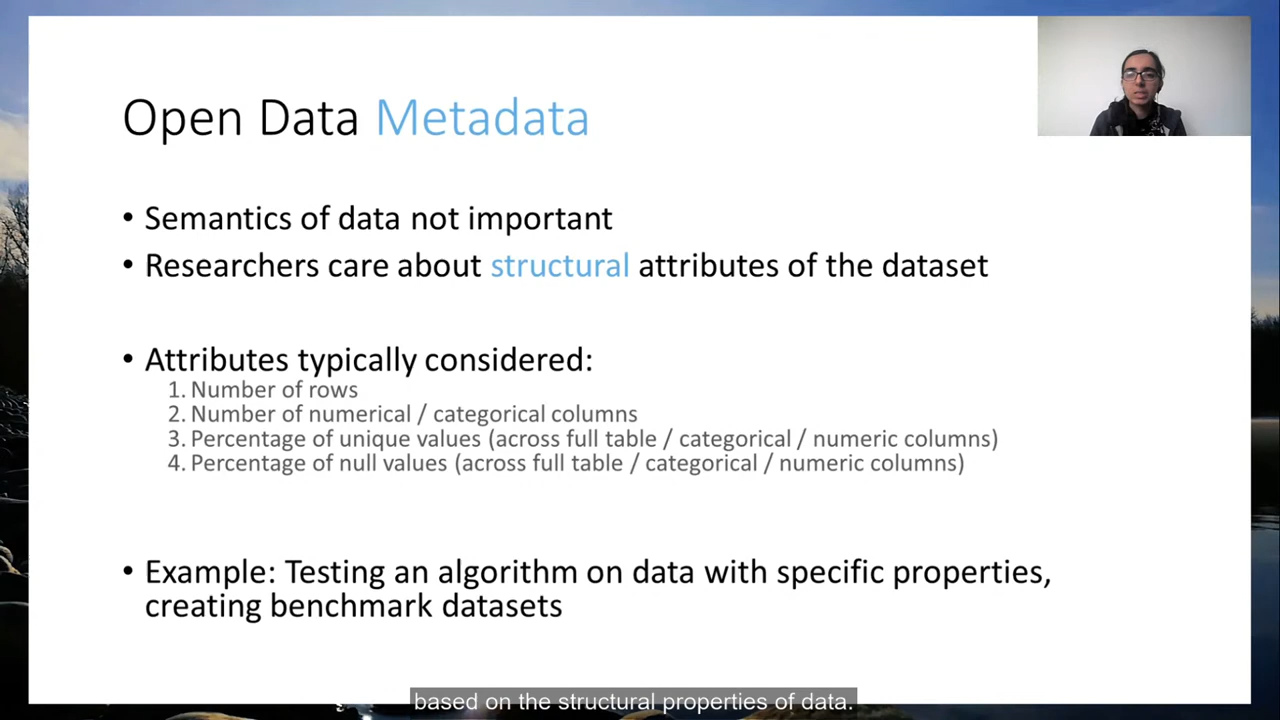 Open Data Metadata
• Semantics of data not important
• Researchers care about structural attributes of the dataset
• Attributes typically considered:
1. Number of rows
2. Number of numerical / categorical columns
3. Percentage of unique values (across full table / categorical / numeric columns)
4. Percentage of null values (across full table / categorical / numeric columns)
• Example: Testing an algorithm on data with specific properties,
creating benchmark datasets
based on the structural properties of data.